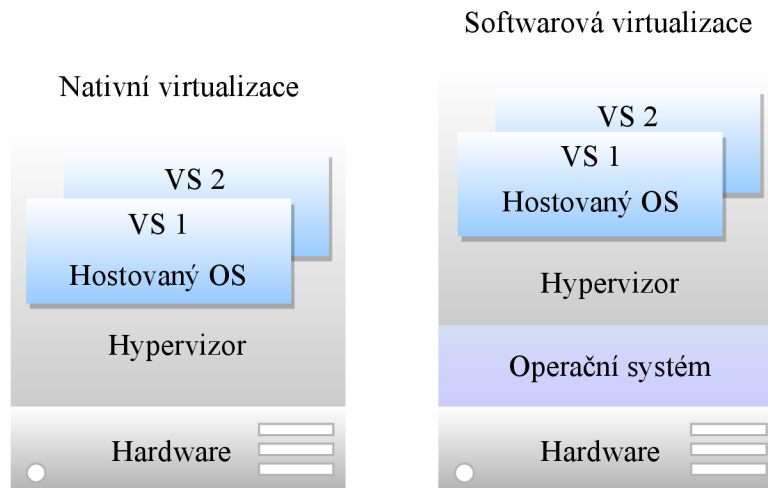 Nativní virtualizace
VS 2
VS 1
Hostovaný OS
Hypervizor
Hardware
Softwarová virtualizace
VS 2
VS 1
Hostovaný OS
Hypervizor
Operační systém
Hardware